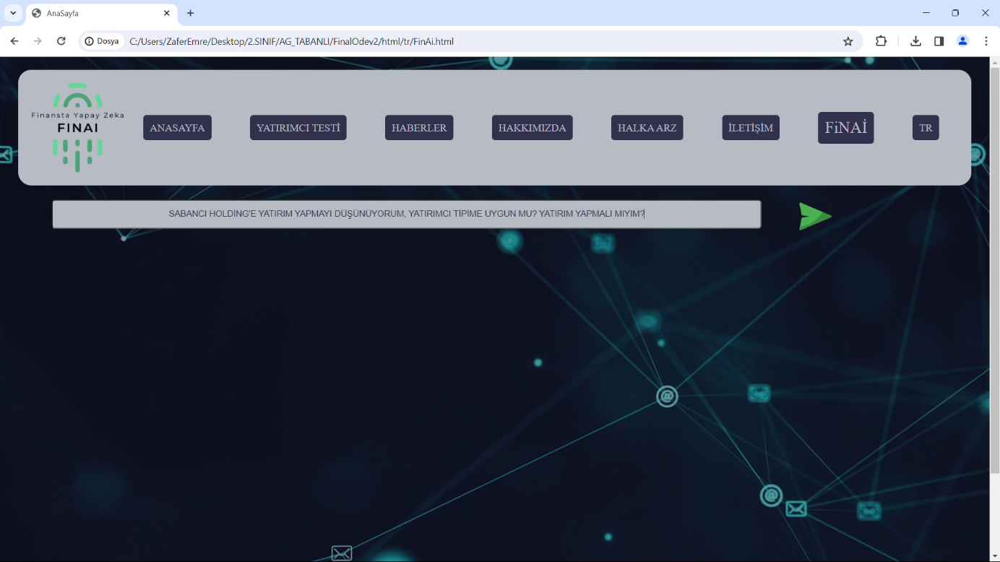 AnaSayfa
Dosya
C:/Users/ZaferEmre/Desktop/2.SINIF/AG_TABANLI/FinalOdev2/html/tr/FinAi.html
Finansta Yapay Zeka
FINAI
ANASAYFA
YATIRIMCI TESTİ
HABERLER
HAKKIMIZDA
HALKA ARZ
İLETİŞİM
FiNAİ
TR
SABANCI HOLDİNG'E YATIRIM YAPMAYI DÜŞÜNÜYORUM, YATIRIMCI TİPİME UYGUN MU? YATIRIM YAPMALI MIYIM?